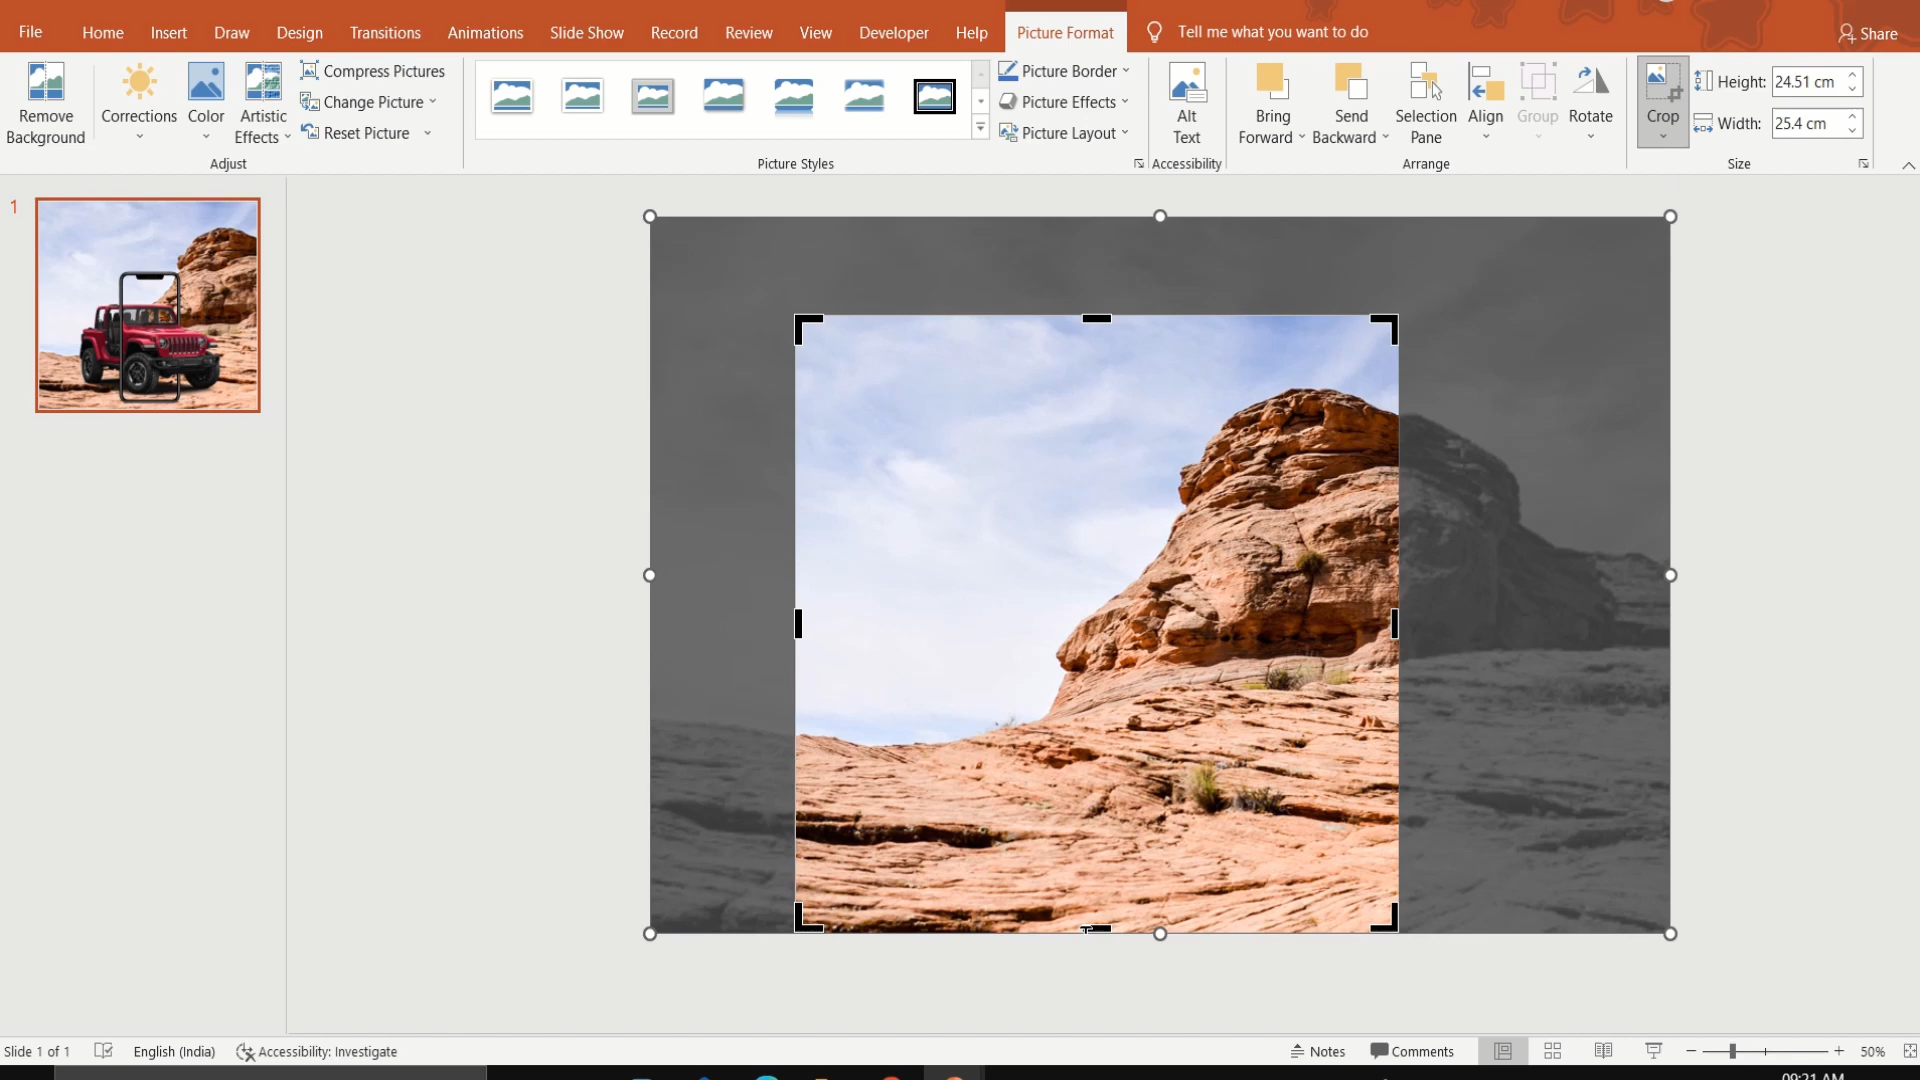 File Home Insert Draw Design Transitions Animations Slide Show Record Review View Developer Help Picture Format Tell me what you want to do Share
Remove Background
Corrections
Color
Artistic Effects
Compress Pictures
Change Picture
Reset Picture
Adjust
Picture Styles
Picture Border
Picture Effects
Picture Layout
Alt Text
Accessibility
Bring Forward
Send Backward
Selection Pane
Align
Group
Rotate
Arrange
Crop
Height: 24.51 cm
Width: 25.4 cm
Size
1
Slide 1 of 1 English (India) Accessibility: Investigate Notes Comments 50%
09:21 AM